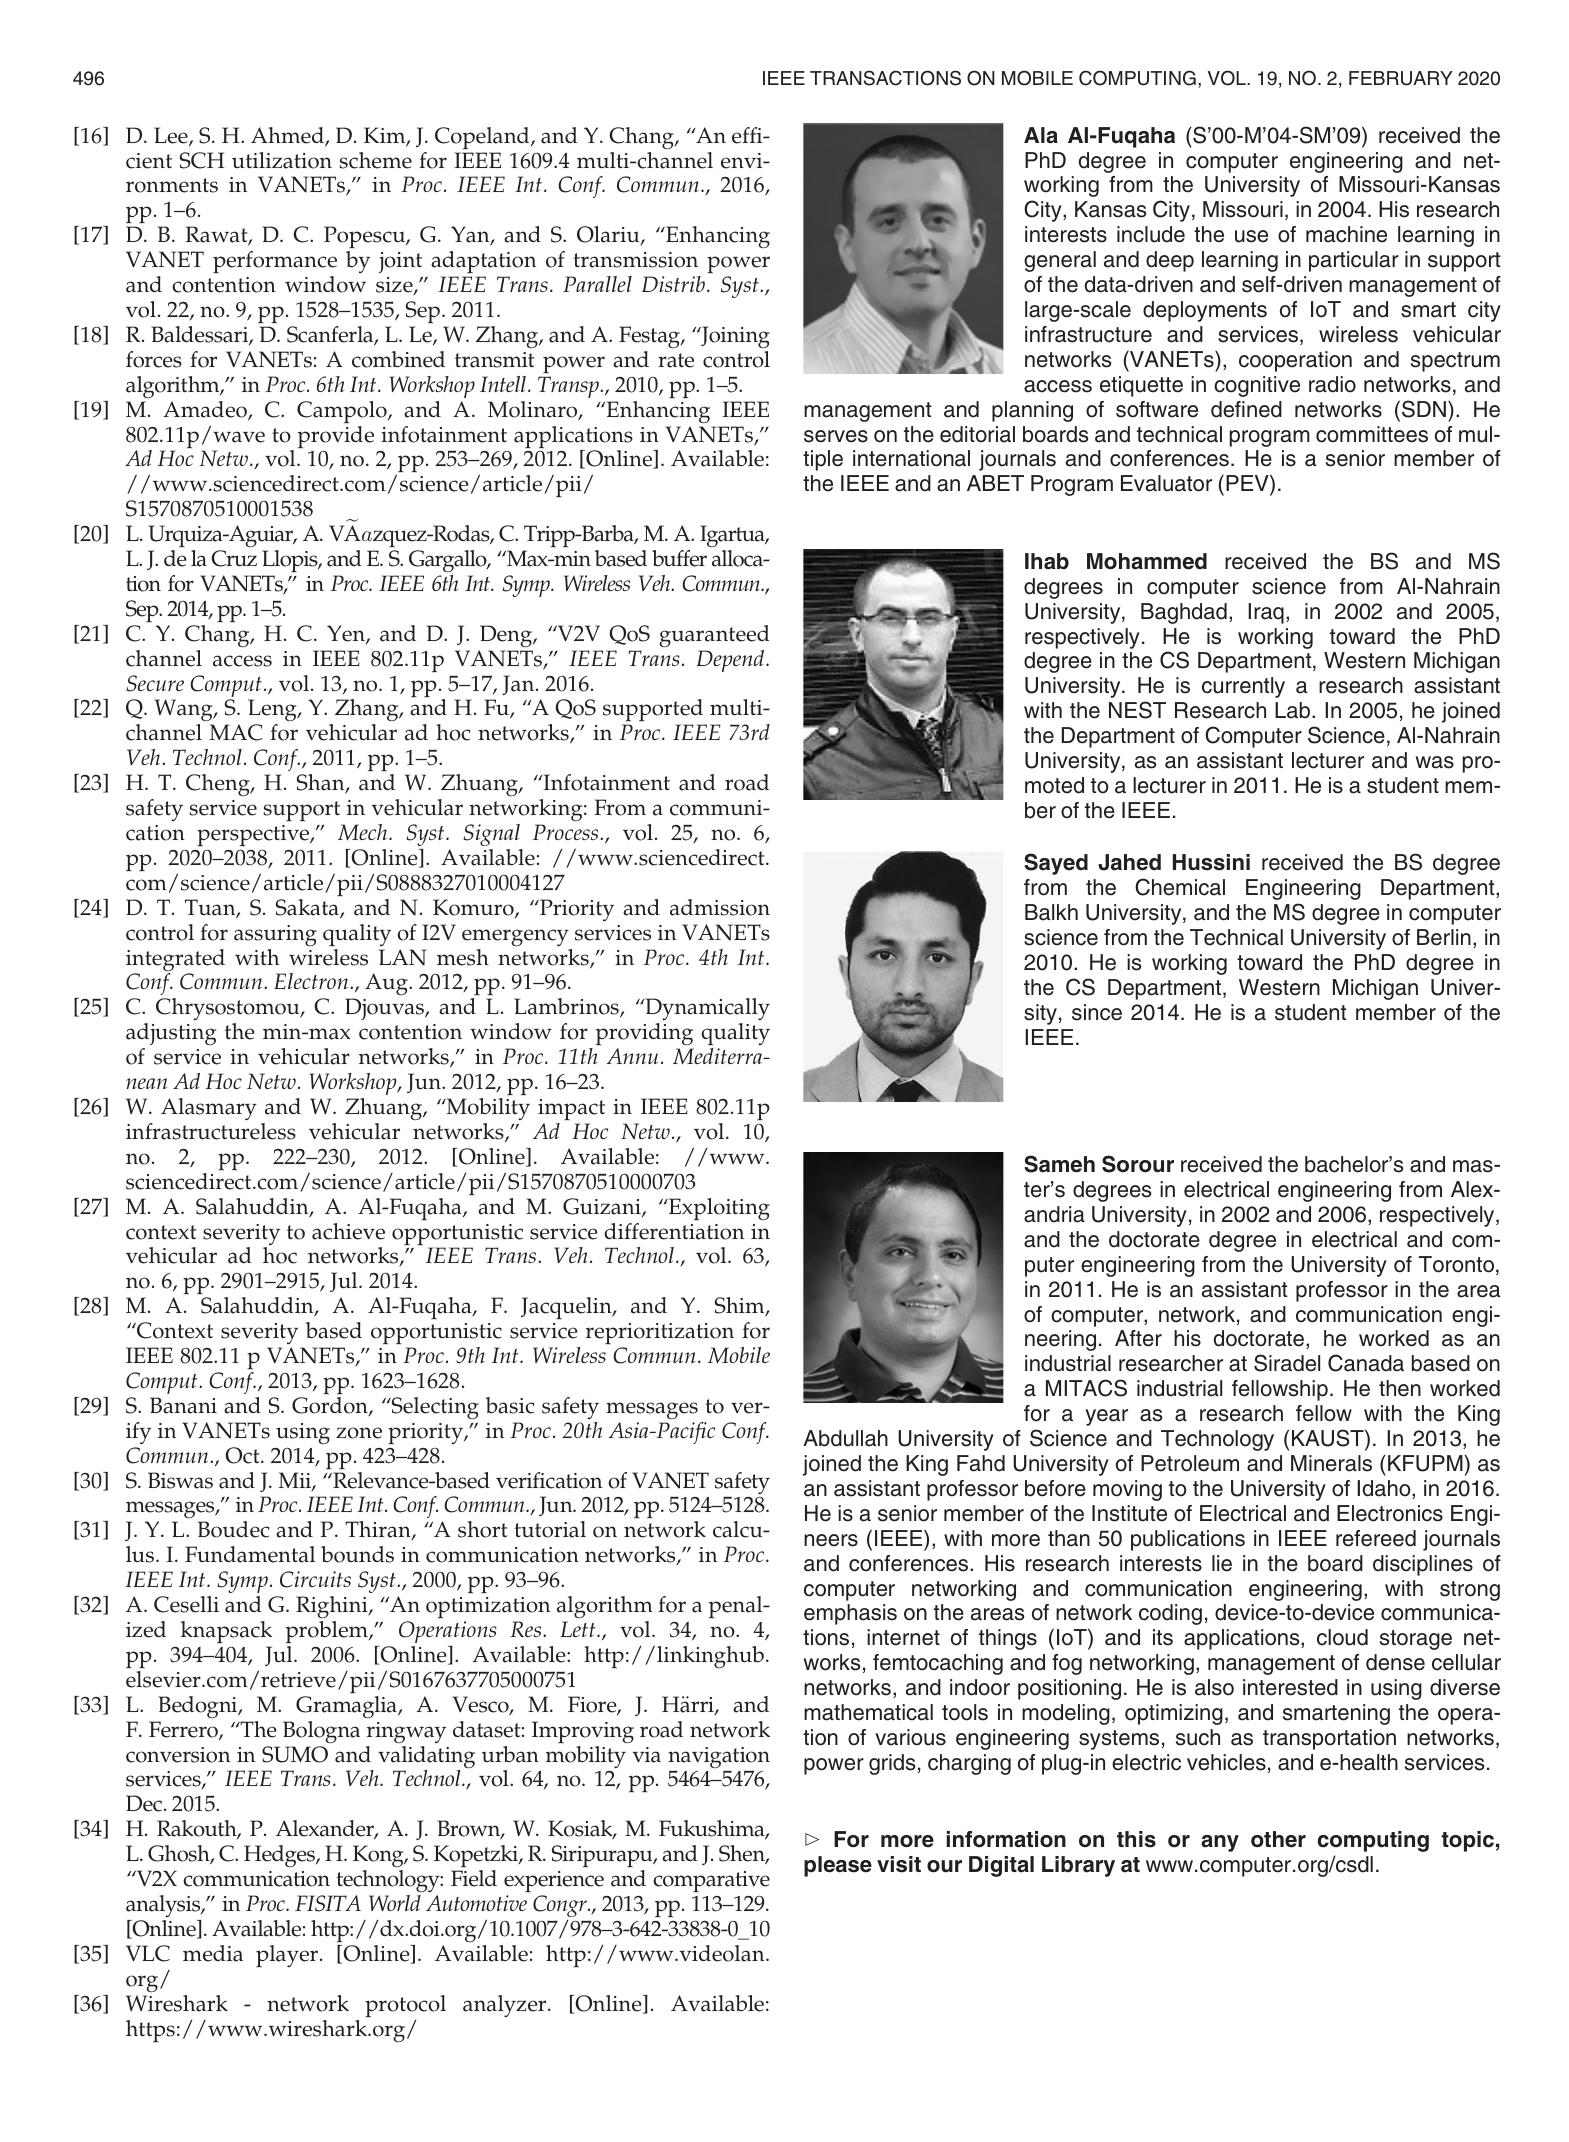 496
IEEE TRANSACTIONS ON MOBILE COMPUTING, VOL. 19, NO. 2, FEBRUARY 2020
[16] D. Lee, S. H. Ahmed, D. Kim, J. Copeland, and Y. Chang, “An effi-
cient SCH utilization scheme for IEEE 1609.4 multi-channel envi-
ronments in VANETs,” in Proc. IEEE Int. Conf. Commun., 2016,
pp. 1–6.
[17] D. B. Rawat, D. C. Popescu, G. Yan, and S. Olariu, “Enhancing
VANET performance by joint adaptation of transmission power
and contention window size,” IEEE Trans. Parallel Distrib. Syst.,
vol. 22, no. 9, pp. 1528–1535, Sep. 2011.
[18] R. Baldessari, D. Scanferla, L. Le, W. Zhang, and A. Festag, “Joining
forces for VANETs: A combined transmit power and rate control
algorithm,” in Proc. 6th Int. Workshop Intell. Transp., 2010, pp. 1–5.
[19] M. Amadeo, C. Campolo, and A. Molinaro, “Enhancing IEEE
802.11p/wave to provide infotainment applications in VANETs,”
Ad Hoc Netw., vol. 10, no. 2, pp. 253–269, 2012. [Online]. Available:
//www.sciencedirect.com/science/article/pii/
S1570870510001538
[20] L. Urquiza-Aguiar, A. VÃazquez-Rodas, C. Tripp-Barba, M. A. Igartua,
L. J. de la Cruz Llopis, and E. S. Gargallo, “Max-min based buffer alloca-
tion for VANETs,” in Proc. IEEE 6th Int. Symp. Wireless Veh. Commun.,
Sep. 2014, pp. 1–5.
[21] C. Y. Chang, H. C. Yen, and D. J. Deng, “V2V QoS guaranteed
channel access in IEEE 802.11p VANETs,” IEEE Trans. Depend.
Secure Comput., vol. 13, no. 1, pp. 5–17, Jan. 2016.
[22] Q. Wang, S. Leng, Y. Zhang, and H. Fu, “A QoS supported multi-
channel MAC for vehicular ad hoc networks,” in Proc. IEEE 73rd
Veh. Technol. Conf., 2011, pp. 1–5.
[23] H. T. Cheng, H. Shan, and W. Zhuang, “Infotainment and road
safety service support in vehicular networking: From a communi-
cation perspective,” Mech. Syst. Signal Process., vol. 25, no. 6,
pp. 2020–2038, 2011. [Online]. Available: //www.sciencedirect.
com/science/article/pii/S0888327010004127
[24] D. T. Tuan, S. Sakata, and N. Komuro, “Priority and admission
control for assuring quality of I2V emergency services in VANETs
integrated with wireless LAN mesh networks,” in Proc. 4th Int.
Conf. Commun. Electron., Aug. 2012, pp. 91–96.
[25] C. Chrysostomou, C. Djouvas, and L. Lambrinos, “Dynamically
adjusting the min-max contention window for providing quality
of service in vehicular networks,” in Proc. 11th Annu. Mediterra-
nean Ad Hoc Netw. Workshop, Jun. 2012, pp. 16–23.
[26] W. Alasmary and W. Zhuang, “Mobility impact in IEEE 802.11p
infrastructureless vehicular networks,” Ad Hoc Netw., vol. 10,
no. 2, pp. 222–230, 2012. [Online]. Available: //www.
sciencedirect.com/science/article/pii/S1570870510000703
[27] M. A. Salahuddin, A. Al-Fuqaha, and M. Guizani, “Exploiting
context severity to achieve opportunistic service differentiation in
vehicular ad hoc networks,” IEEE Trans. Veh. Technol., vol. 63,
no. 6, pp. 2901–2915, Jul. 2014.
[28] M. A. Salahuddin, A. Al-Fuqaha, F. Jacquelin, and Y. Shim,
“Context severity based opportunistic service reprioritization for
IEEE 802.11 p VANETs,” in Proc. 9th Int. Wireless Commun. Mobile
Comput. Conf., 2013, pp. 1623–1628.
[29] S. Banani and S. Gordon, “Selecting basic safety messages to ver-
ify in VANETs using zone priority,” in Proc. 20th Asia-Pacific Conf.
Commun., Oct. 2014, pp. 423–428.
[30] S. Biswas and J. Mii, “Relevance-based verification of VANET safety
messages,” in Proc. IEEE Int. Conf. Commun., Jun. 2012, pp. 5124–5128.
[31] J. Y. L. Boudec and P. Thiran, “A short tutorial on network calcu-
lus. I. Fundamental bounds in communication networks,” in Proc.
IEEE Int. Symp. Circuits Syst., 2000, pp. 93–96.
[32] A. Ceselli and G. Righini, “An optimization algorithm for a penal-
ized knapsack problem,” Operations Res. Lett., vol. 34, no. 4,
pp. 394–404, Jul. 2006. [Online]. Available: http://linkinghub.
elsevier.com/retrieve/pii/S0167637705000751
[33] L. Bedogni, M. Gramaglia, A. Vesco, M. Fiore, J. Härri, and
F. Ferrero, “The Bologna ringway dataset: Improving road network
conversion in SUMO and validating urban mobility via navigation
services,” IEEE Trans. Veh. Technol., vol. 64, no. 12, pp. 5464–5476,
Dec. 2015.
[34] H. Rakouth, P. Alexander, A. J. Brown, W. Kosiak, M. Fukushima,
L. Ghosh, C. Hedges, H. Kong, S. Kopetzki, R. Siripurapu, and J. Shen,
“V2X communication technology: Field experience and comparative
analysis,” in Proc. FISITA World Automotive Congr., 2013, pp. 113–129.
[Online]. Available: http://dx.doi.org/10.1007/978–3-642-33838-0_10
[35] VLC media player. [Online]. Available: http://www.videolan.
org/
[36] Wireshark - network protocol analyzer. [Online]. Available:
https://www.wireshark.org/
Ala Al-Fuqaha (S’00-M’04-SM’09) received the
PhD degree in computer engineering and net-
working from the University of Missouri-Kansas
City, Kansas City, Missouri, in 2004. His research
interests include the use of machine learning in
general and deep learning in particular in support
of the data-driven and self-driven management of
large-scale deployments of IoT and smart city
infrastructure and services, wireless vehicular
networks (VANETs), cooperation and spectrum
access etiquette in cognitive radio networks, and
management and planning of software defined networks (SDN). He
serves on the editorial boards and technical program committees of mul-
tiple international journals and conferences. He is a senior member of
the IEEE and an ABET Program Evaluator (PEV).
Ihab Mohammed received the BS and MS
degrees in computer science from Al-Nahrain
University, Baghdad, Iraq, in 2002 and 2005,
respectively. He is working toward the PhD
degree in the CS Department, Western Michigan
University. He is currently a research assistant
with the NEST Research Lab. In 2005, he joined
the Department of Computer Science, Al-Nahrain
University, as an assistant lecturer and was pro-
moted to a lecturer in 2011. He is a student mem-
ber of the IEEE.
Sayed Jahed Hussini received the BS degree
from the Chemical Engineering Department,
Balkh University, and the MS degree in computer
science from the Technical University of Berlin, in
2010. He is working toward the PhD degree in
the CS Department, Western Michigan Univer-
sity, since 2014. He is a student member of the
IEEE.
Sameh Sorour received the bachelor’s and mas-
ter’s degrees in electrical engineering from Alex-
andria University, in 2002 and 2006, respectively,
and the doctorate degree in electrical and com-
puter engineering from the University of Toronto,
in 2011. He is an assistant professor in the area
of computer, network, and communication engi-
neering. After his doctorate, he worked as an
industrial researcher at Siradel Canada based on
a MITACS industrial fellowship. He then worked
for a year as a research fellow with the King
Abdullah University of Science and Technology (KAUST). In 2013, he
joined the King Fahd University of Petroleum and Minerals (KFUPM) as
an assistant professor before moving to the University of Idaho, in 2016.
He is a senior member of the Institute of Electrical and Electronics Engi-
neers (IEEE), with more than 50 publications in IEEE refereed journals
and conferences. His research interests lie in the board disciplines of
computer networking and communication engineering, with strong
emphasis on the areas of network coding, device-to-device communica-
tions, internet of things (IoT) and its applications, cloud storage net-
works, femtocaching and fog networking, management of dense cellular
networks, and indoor positioning. He is also interested in using diverse
mathematical tools in modeling, optimizing, and smartening the opera-
tion of various engineering systems, such as transportation networks,
power grids, charging of plug-in electric vehicles, and e-health services.
▷ For more information on this or any other computing topic,
please visit our Digital Library at www.computer.org/csdl.